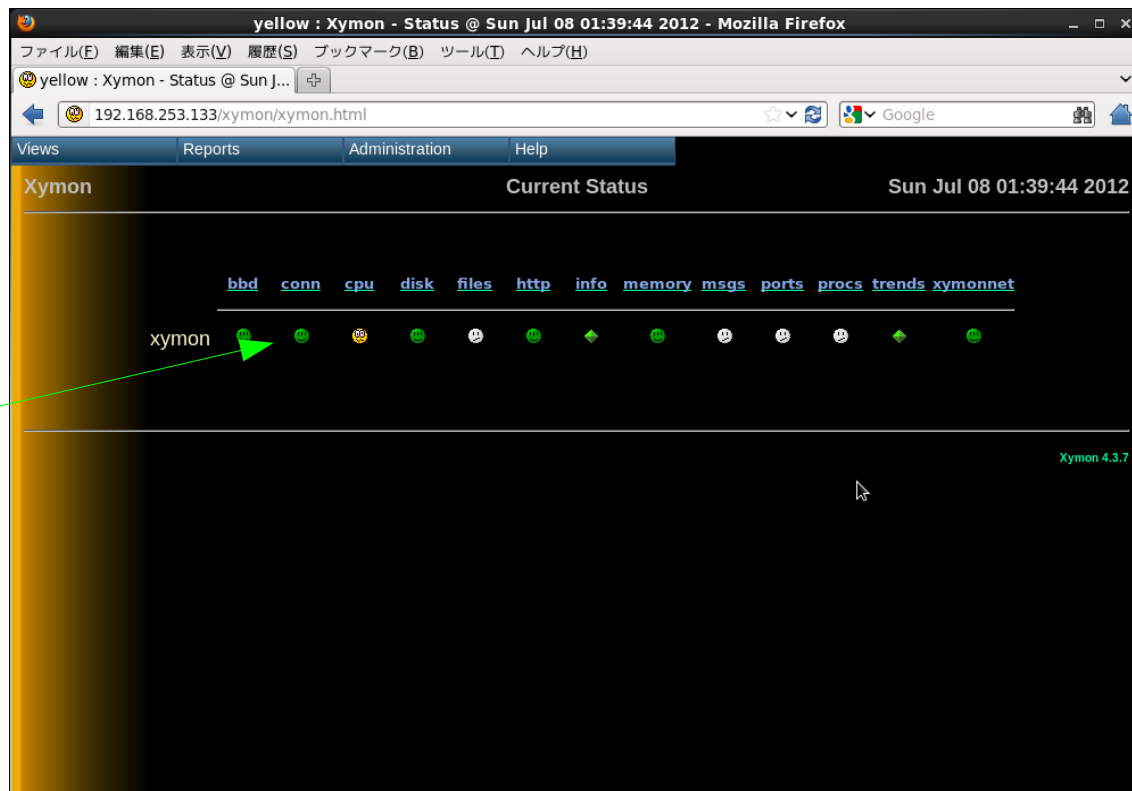 yellow : Xymon - Status @ Sun Jul 08 01:39:44 2012 - Mozilla Firefox
ファイル(F) 編集(E) 表示(V) 履歴(S) ブックマーク(B) ツール(T) ヘルプ(H)
yellow : Xymon - Status @ Sun J...
192.168.253.133/xymon/xymon.html Google
Views Reports Administration Help
Xymon Current Status Sun Jul 08 01:39:44 2012
bbd conn cpu disk files http info memory msgs ports procs trends xymonnet
xymon
Xymon 4.3.7